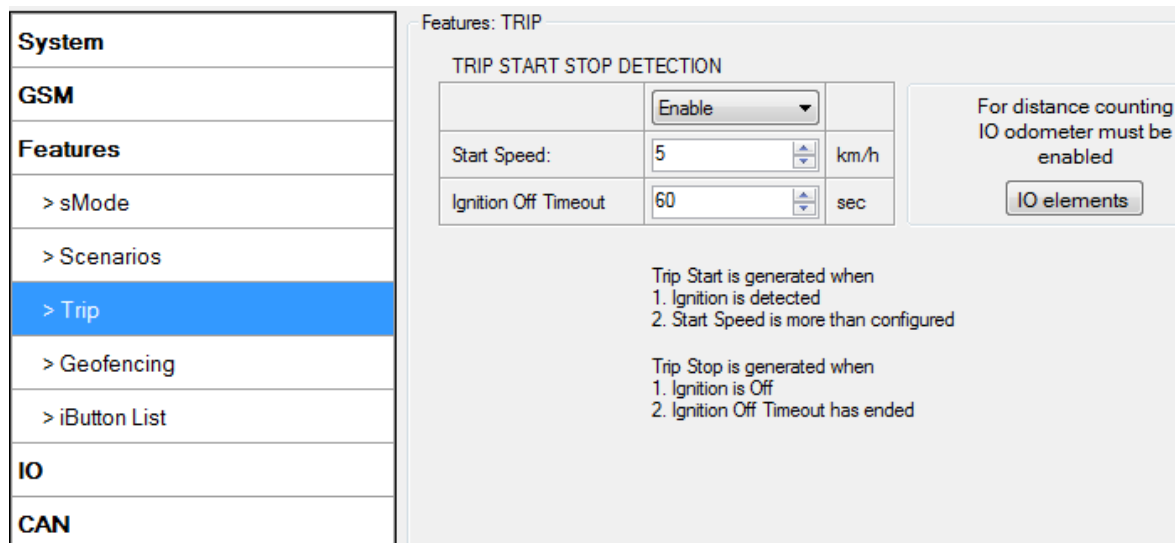 System
GSM
Features
> sMode
> Scenarios
> Trip
> Geofencing
> iButton List
IO
CAN
Features: TRIP
TRIP START STOP DETECTION
Enable
Start Speed: 5 km/h
Ignition Off Timeout 60 sec
For distance counting
IO odometer must be
enabled
IO elements
Trip Start is generated when
1. Ignition is detected
2. Start Speed is more than configured
Trip Stop is generated when
1. Ignition is Off
2. Ignition Off Timeout has ended